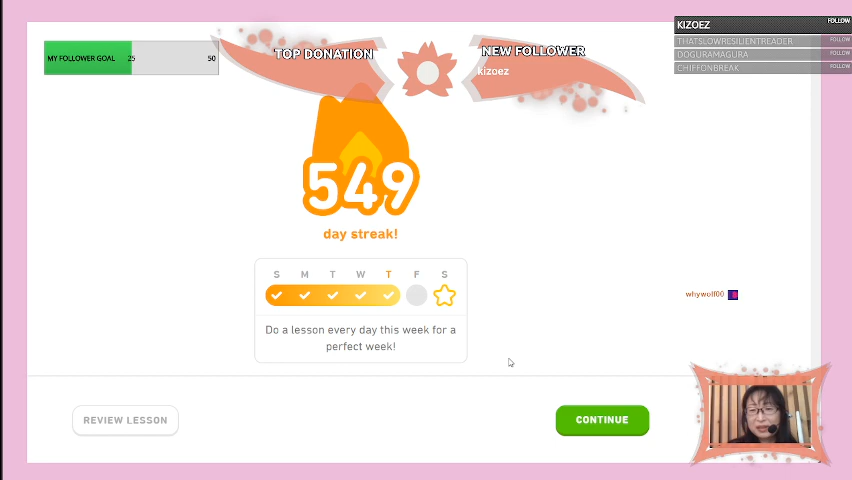 MY FOLLOWER GOAL 25 50
TOP DONATION
NEW FOLLOWER
kizoez
KIZOEZ FOLLOW
THATSLOWRESILIENTREADER FOLLOW
DOGURAMAGURA FOLLOW
CHIFFONBREAK FOLLOW
549
day streak!
S M T W T F S
Do a lesson every day this week for a
perfect week!
whywolf00
REVIEW LESSON
CONTINUE